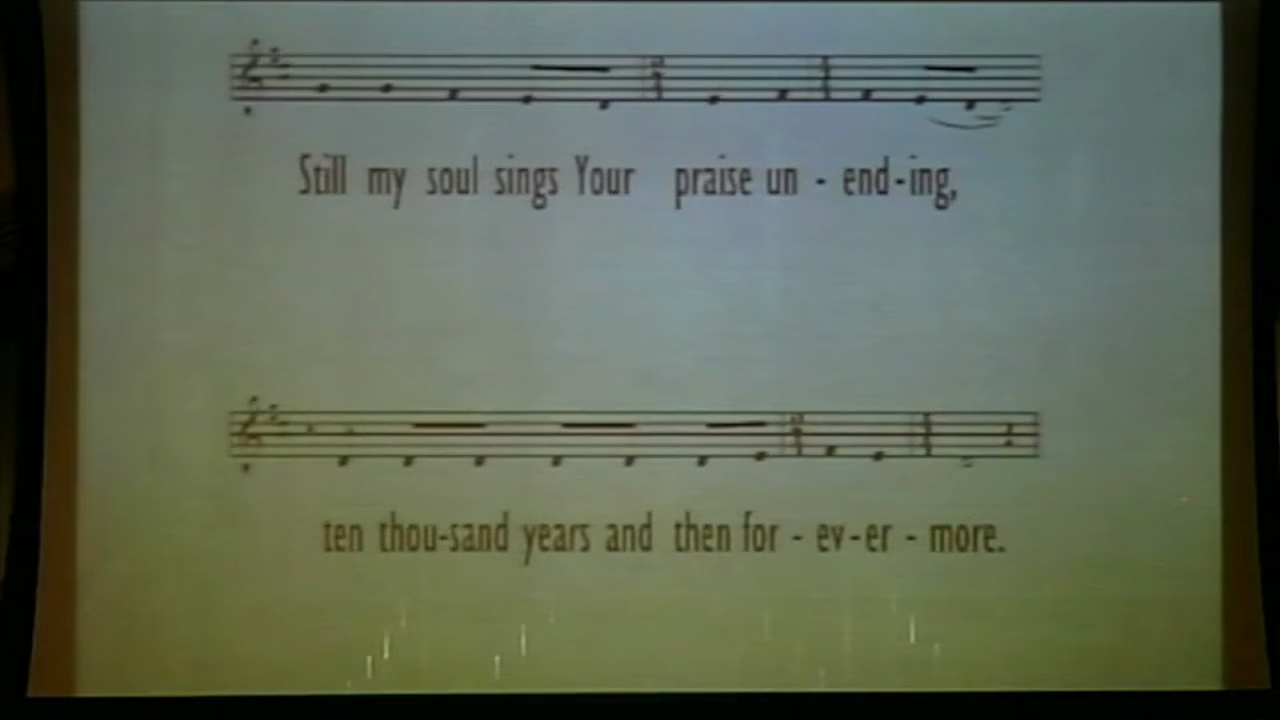 Still my soul sings Your praise un - end-ing,
ten thou-sand years and then for - ev-er - more.